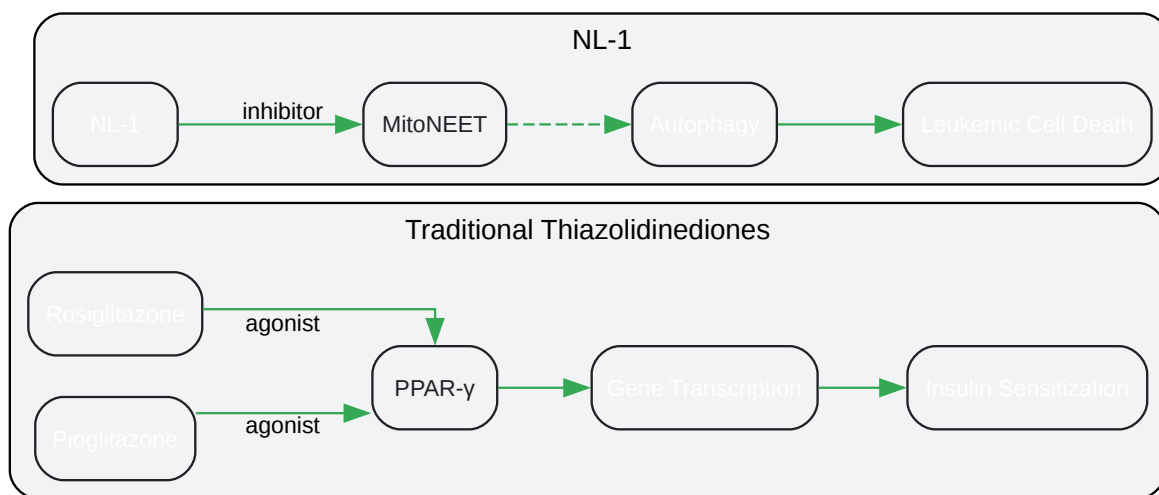 NL-1
NL-1
inhibitor
MitoNEET
Autophagy
Leukemic Cell Death
Traditional Thiazolidinediones
Rosiglitazone
agonist
PPAR-γ
Gene Transcription
Insulin Sensitization
Pioglitazone
agonist